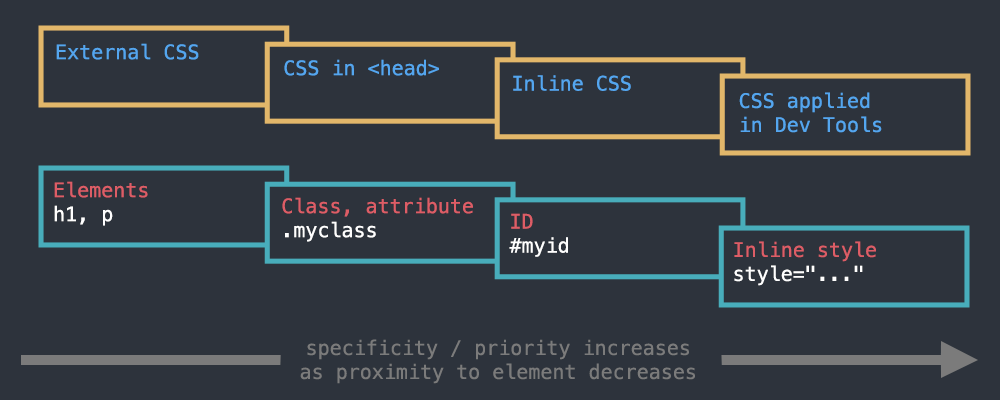 External CSS
CSS in <head>
Inline CSS
CSS applied
in Dev Tools
Elements
h1, p
Class, attribute
.myclass
ID
#myid
Inline style
style="..."
specificity / priority increases
as proximity to element decreases